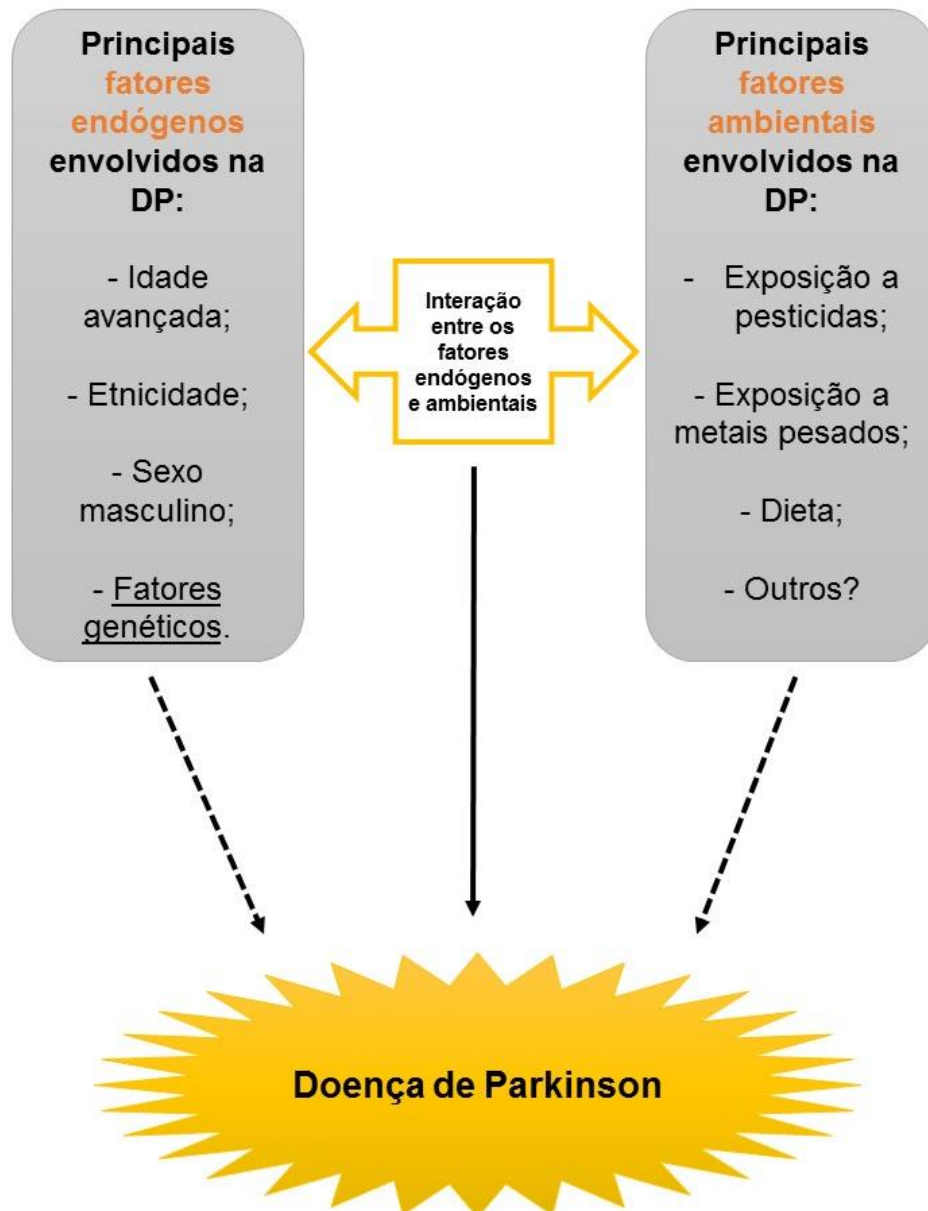 Principais
fatores
endógenos
envolvidos na
DP:
- Idade
avançada;
- Etnicidade;
- Sexo
masculino;
- Fatores
genéticos.
Interação
entre os
fatores
endógenos
e ambientais
Principais
fatores
ambientais
envolvidos na
DP:
- Exposição a
pesticidas;
- Exposição a
metais pesados;
- Dieta;
- Outros?
Doença de Parkinson